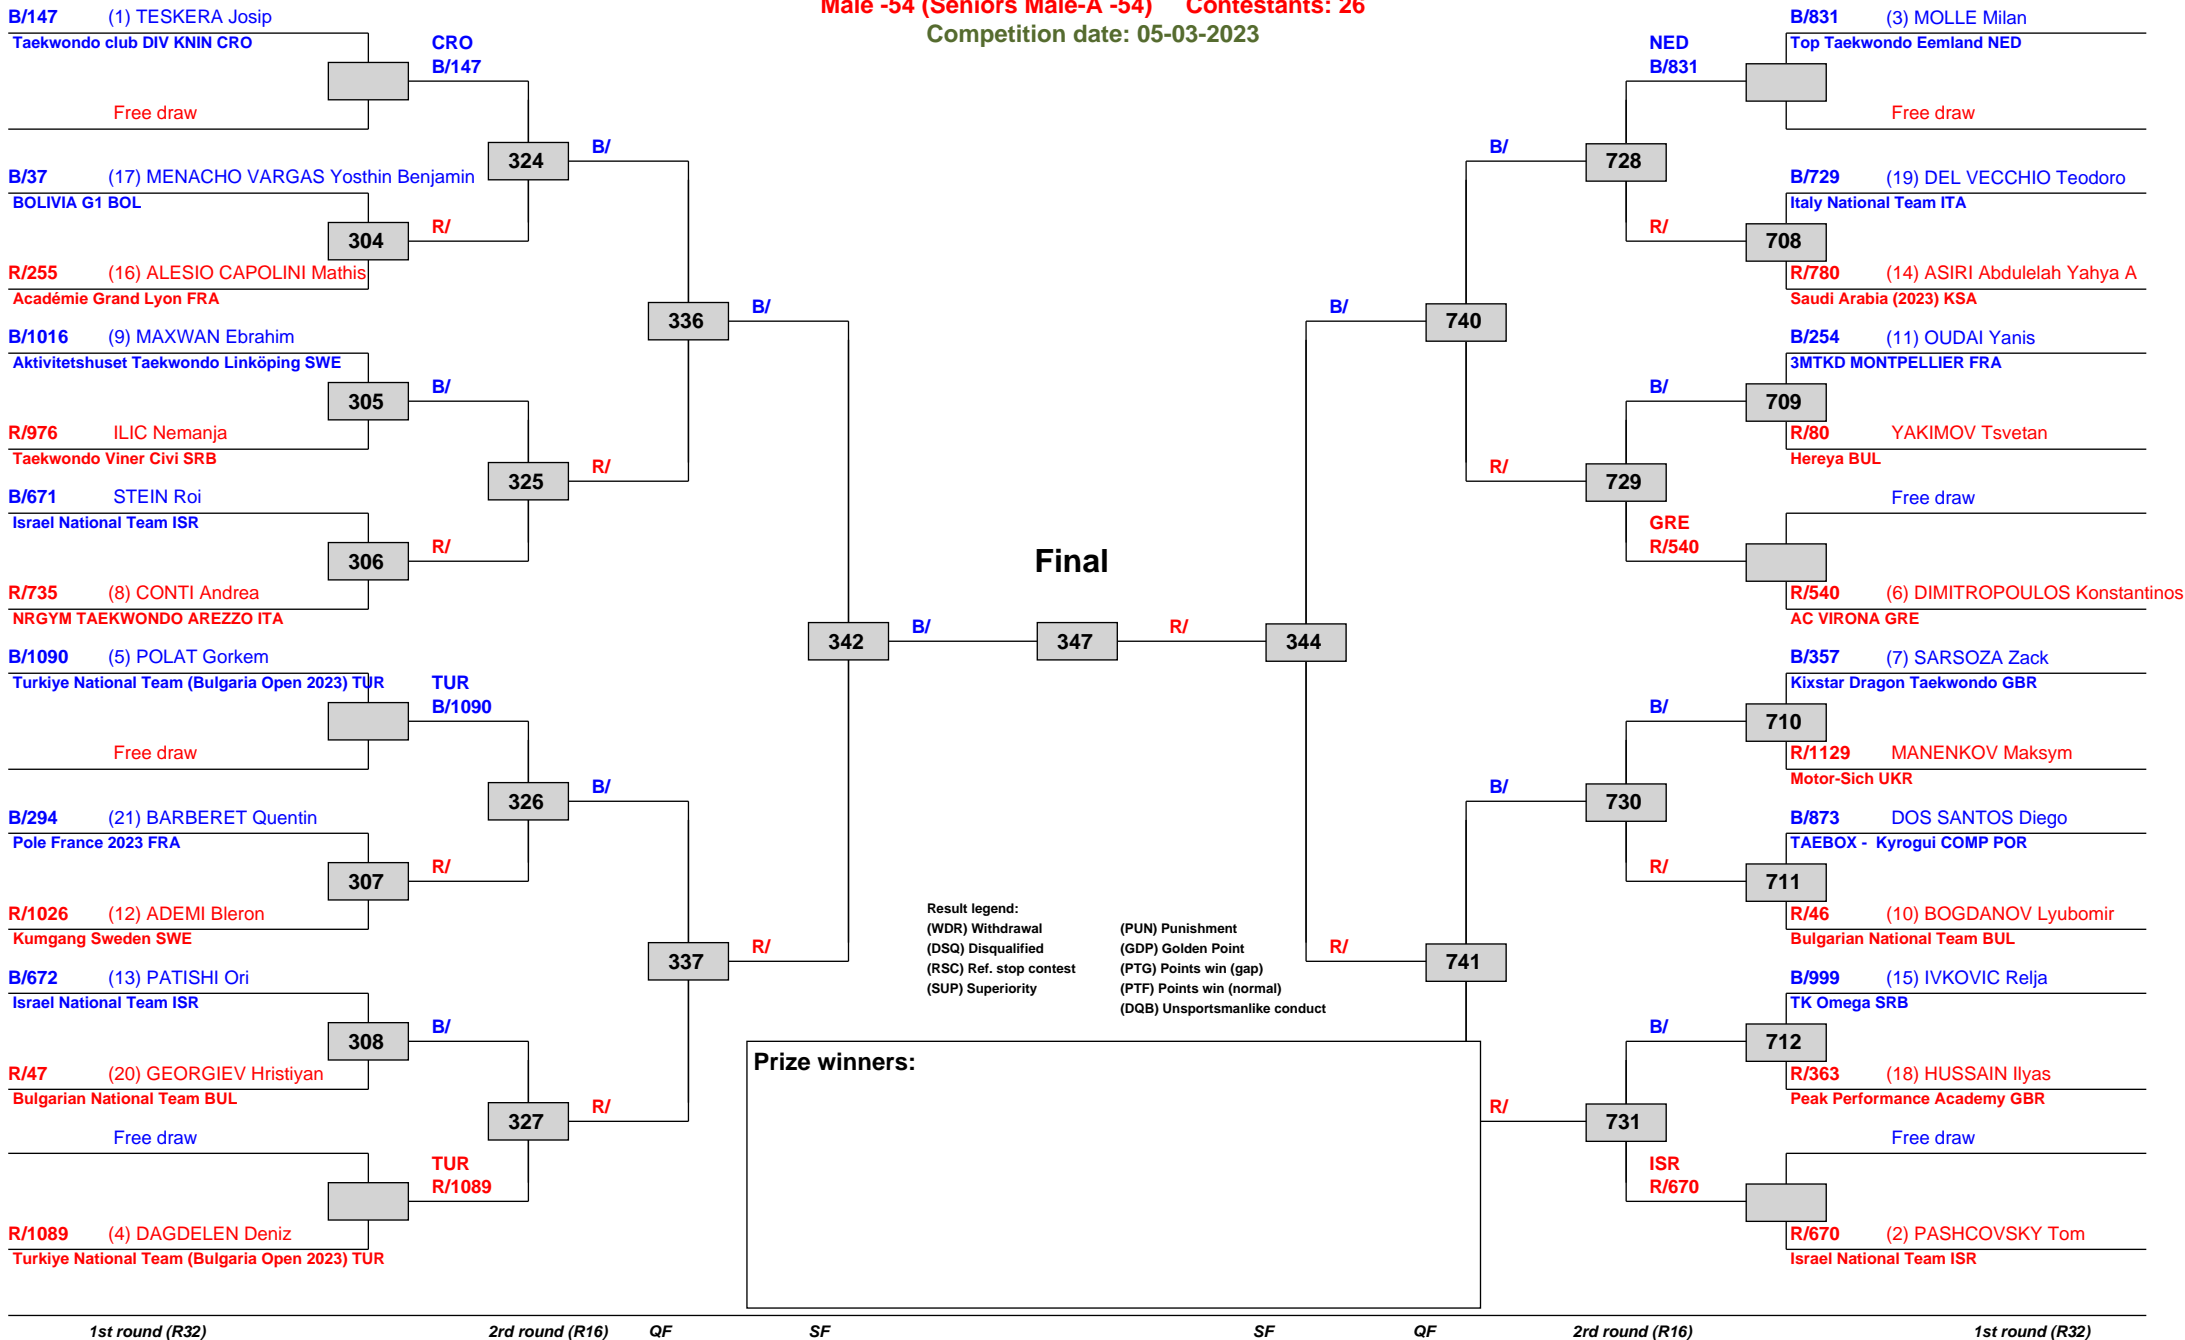 Male -54 (Seniors Male-A -54) Contestants: 26
Competition date: 05-03-2023
B/147 (1) TESKERA Josip
Taekwondo club DIV KNIN CRO
CRO
B/147
Free draw
324
B/
B/37 (17) MENACHO VARGAS Yosthin Benjamin
BOLIVIA G1 BOL
304
R/
R/255 (16) ALESIO CAPOLINI Mathis
Académie Grand Lyon FRA
336
B/
B/1016 (9) MAXWAN Ebrahim
Aktivitetshuset Taekwondo Linköping SWE
305
B/
R/976 ILIC Nemanja
Taekwondo Viner Civi SRB
325
R/
B/671 STEIN Roi
Israel National Team ISR
306
R/
R/735 (8) CONTI Andrea
NRGYM TAEKWONDO AREZZO ITA
342
B/
B/1090 (5) POLAT Gorkem
Turkiye National Team (Bulgaria Open 2023) TUR
TUR
B/1090
Free draw
326
B/
B/294 (21) BARBERET Quentin
Pole France 2023 FRA
307
R/
R/1026 (12) ADEMI Bleron
Kumgang Sweden SWE
337
R/
B/672 (13) PATISHI Ori
Israel National Team ISR
308
B/
R/47 (20) GEORGIEV Hristiyan
Bulgarian National Team BUL
327
R/
Free draw
TUR
R/1089
R/1089 (4) DAGDELEN Deniz
Turkiye National Team (Bulgaria Open 2023) TUR
Final
347
R/
344
B/831 (3) MOLLE Milan
Top Taekwondo Eemland NED
NED
B/831
Free draw
B/
728
B/729 (19) DEL VECCHIO Teodoro
Italy National Team ITA
R/
708
R/780 (14) ASIRI Abdulelah Yahya A
Saudi Arabia (2023) KSA
B/
740
B/254 (11) OUDAI Yanis
3MTKD MONTPELLIER FRA
B/
709
R/80 YAKIMOV Tsvetan
Hereya BUL
R/
729
Free draw
GRE
R/540
R/540 (6) DIMITROPOULOS Konstantinos
AC VIRONA GRE
B/357 (7) SARSOZA Zack
Kixstar Dragon Taekwondo GBR
B/
710
R/1129 MANENKOV Maksym
Motor-Sich UKR
B/
730
B/873 DOS SANTOS Diego
TAEBOX - Kyrogui COMP POR
R/
711
R/46 (10) BOGDANOV Lyubomir
Bulgarian National Team BUL
R/
741
B/999 (15) IVKOVIC Relja
TK Omega SRB
B/
712
R/363 (18) HUSSAIN Ilyas
Peak Performance Academy GBR
R/
731
Free draw
ISR
R/670
R/670 (2) PASHCOVSKY Tom
Israel National Team ISR
Result legend:
(WDR) Withdrawal (PUN) Punishment
(DSQ) Disqualified (GDP) Golden Point
(RSC) Ref. stop contest (PTG) Points win (gap)
(SUP) Superiority (PTF) Points win (normal)
(DQB) Unsportsmanlike conduct
Prize winners:
1st round (R32) 2rd round (R16) QF SF SF QF 2rd round (R16) 1st round (R32)